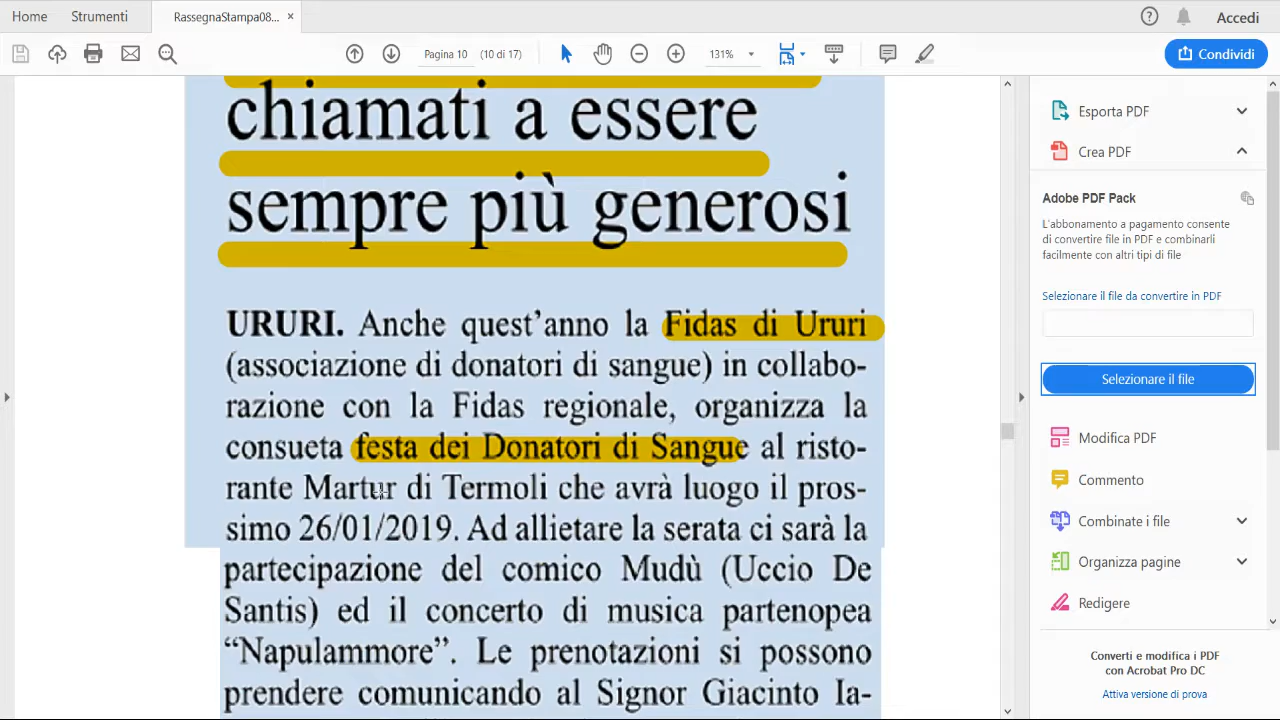 Home Strumenti RassegnaStampa08... × Accedi
Pagina 10 (10 di 17) 131% Condividi
chiamati a essere
sempre più generosi
URURI. Anche quest’anno la Fidas di Ururi
(associazione di donatori di sangue) in collabo-
razione con la Fidas regionale, organizza la
consueta festa dei Donatori di Sangue al risto-
rante Martur di Termoli che avrà luogo il pros-
simo 26/01/2019. Ad allietare la serata ci sarà la
partecipazione del comico Mudù (Uccio De
Santis) ed il concerto di musica partenopea
“Napulammore”. Le prenotazioni si possono
prendere comunicando al Signor Giacinto Ia-
Esporta PDF
Crea PDF
Adobe PDF Pack
L'abbonamento a pagamento consente
di convertire file in PDF e combinarli
facilmente con altri tipi di file
Selezionare il file da convertire in PDF
Selezionare il file
Modifica PDF
Commento
Combinate i file
Organizza pagine
Redigere
Converti e modifica i PDF
con Acrobat Pro DC
Attiva versione di prova